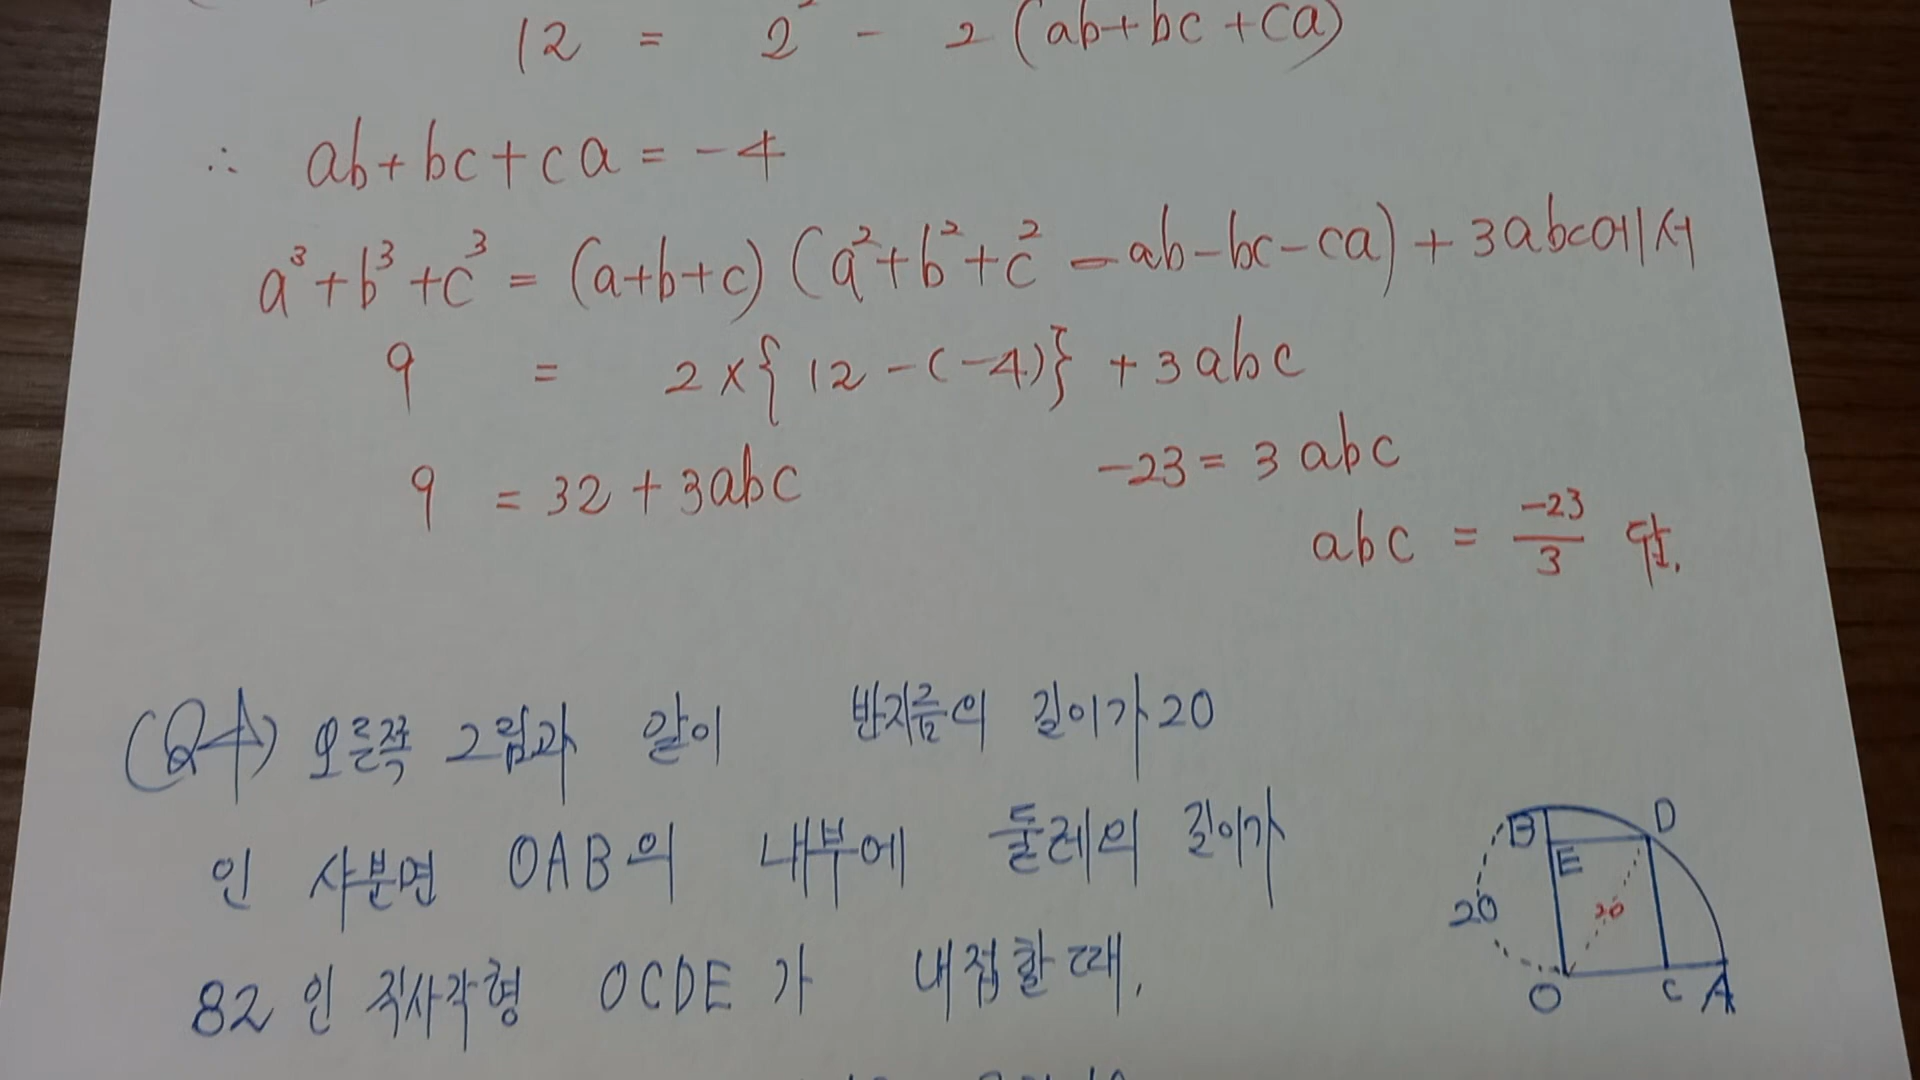 12 = 2² - 2(ab+bc+ca)
∴ ab+bc+ca = -4
a³+b³+c³ = (a+b+c)(a²+b²+c²-ab-bc-ca)+3abc에서
9 = 2×{12-(-4)}+3abc
9 = 32+3abc
-23 = 3abc
abc = -23/3 답.
(Q4) 오른쪽 그림과 같이 반지름의 길이가 20
인 사분면 OAB의 내부에 둘레의 길이가
82인 직사각형 OCDE가 내접할 때,
B D
E
20 20
O C A